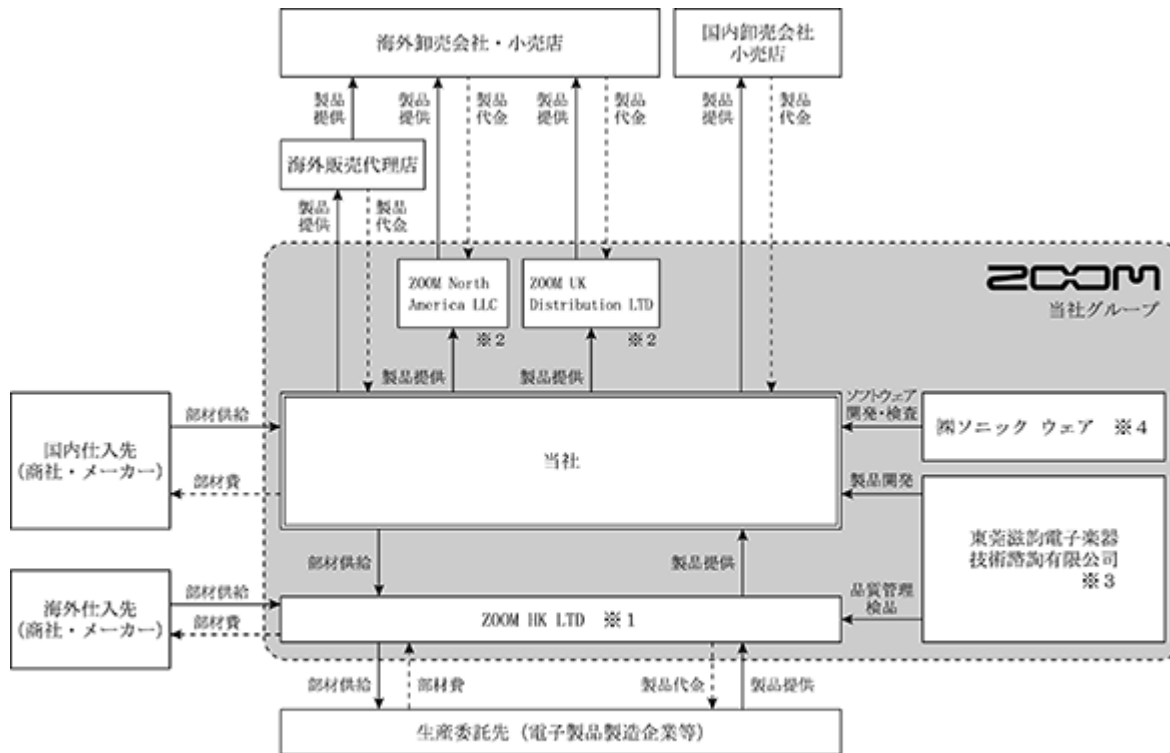 海外卸売会社・小売店
国内卸売会社
小売店
製品
提供
製品
提供
製品
代金
製品
提供
製品
代金
製品
提供
製品
代金
海外販売代理店
製品
提供
製品
代金
ZOOM North
America LLC
※2
ZOOM UK
Distribution LTD
※2
ZOOM
当社グループ
製品提供
製品提供
国内仕入先
(商社・メーカー)
部材供給
部材費
当社
ソフトウェア
開発・検査
㈱ソニック ウェア ※4
製品開発
東莞滋韵電子楽器
技術諮詢有限公司
※3
部材供給
製品提供
品質管理
検品
海外仕入先
(商社・メーカー)
部材供給
部材費
ZOOM HK LTD ※1
部材供給
部材費
製品代金
製品提供
生産委託先（電子製品製造企業等）